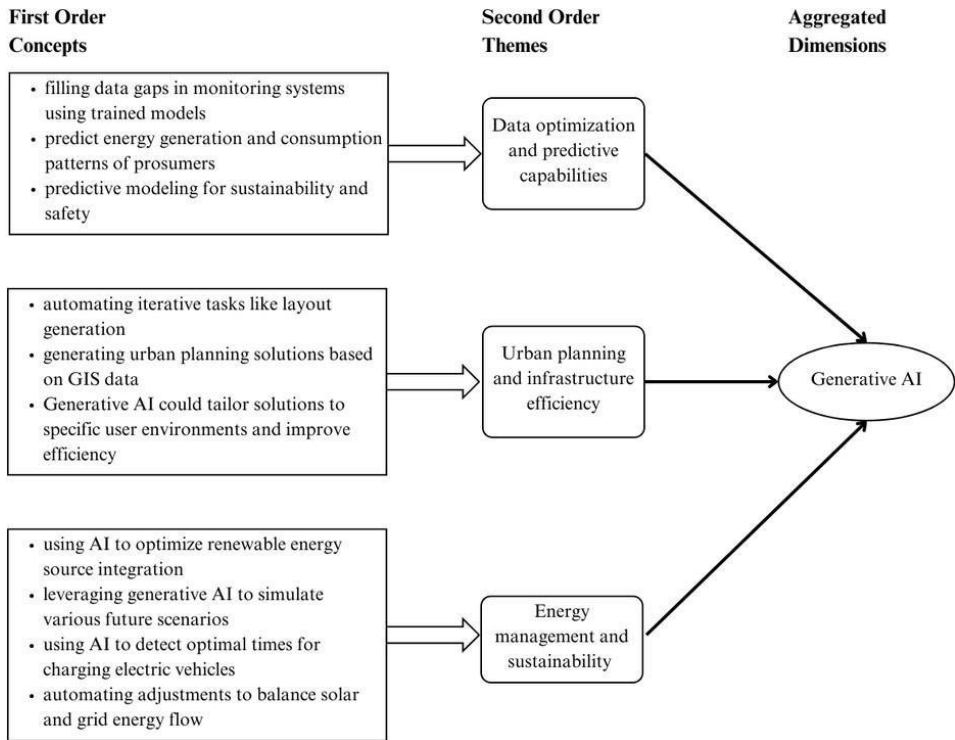 First Order
Concepts
Second Order
Themes
Aggregated
Dimensions
• filling data gaps in monitoring systems
using trained models
• predict energy generation and consumption
patterns of prosumers
• predictive modeling for sustainability and
safety
Data optimization
and predictive
capabilities
• automating iterative tasks like layout
generation
• generating urban planning solutions based
on GIS data
• Generative AI could tailor solutions to
specific user environments and improve
efficiency
Urban planning
and infrastructure
efficiency
Generative AI
• using AI to optimize renewable energy
source integration
• leveraging generative AI to simulate
various future scenarios
• using AI to detect optimal times for
charging electric vehicles
• automating adjustments to balance solar
and grid energy flow
Energy
management and
sustainability